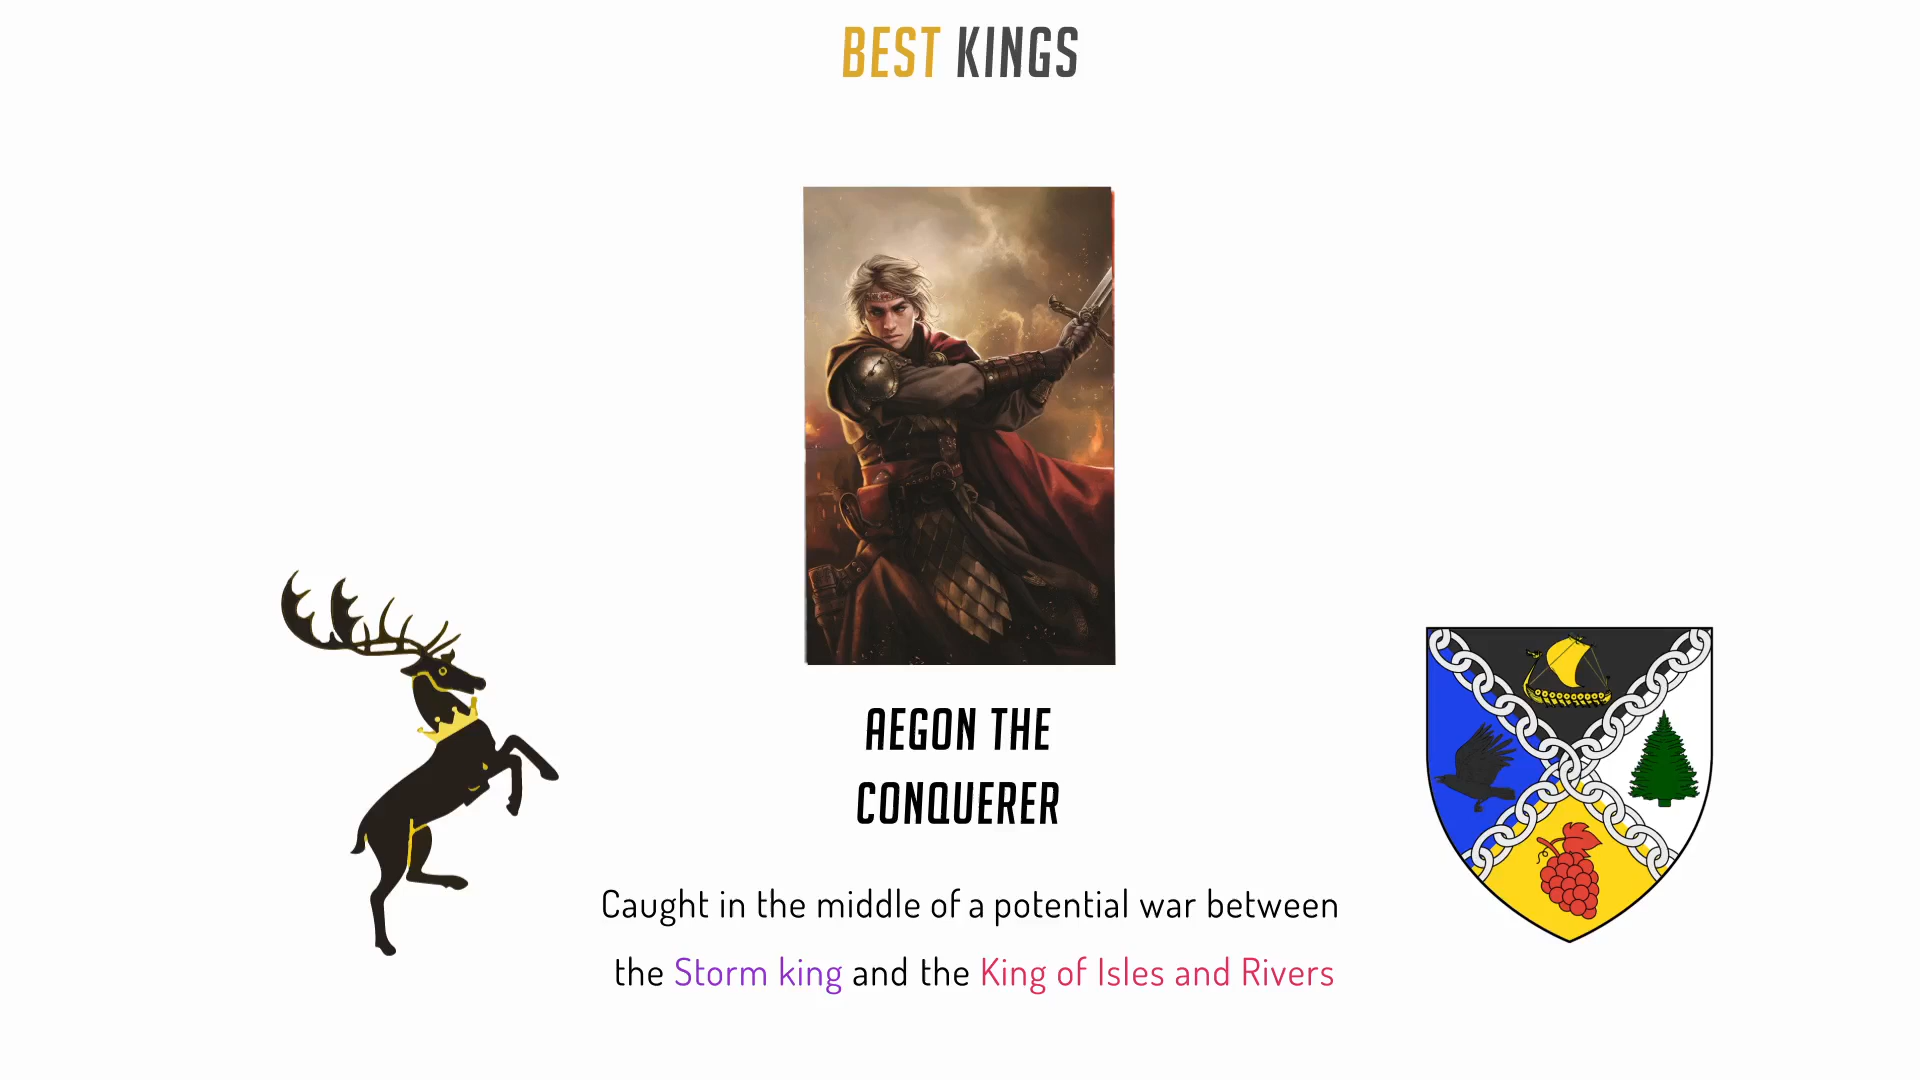 BEST KINGS
AEGON THE
CONQUERER
Caught in the middle of a potential war between
the Storm king and the King of Isles and Rivers